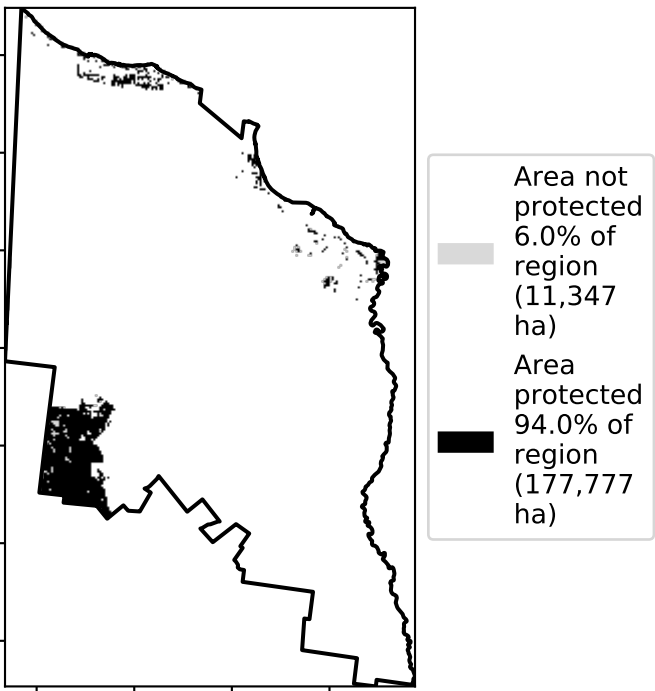 Area not
protected
6.0% of
region
(11,347
ha)
Area
protected
94.0% of
region
(177,777
ha)